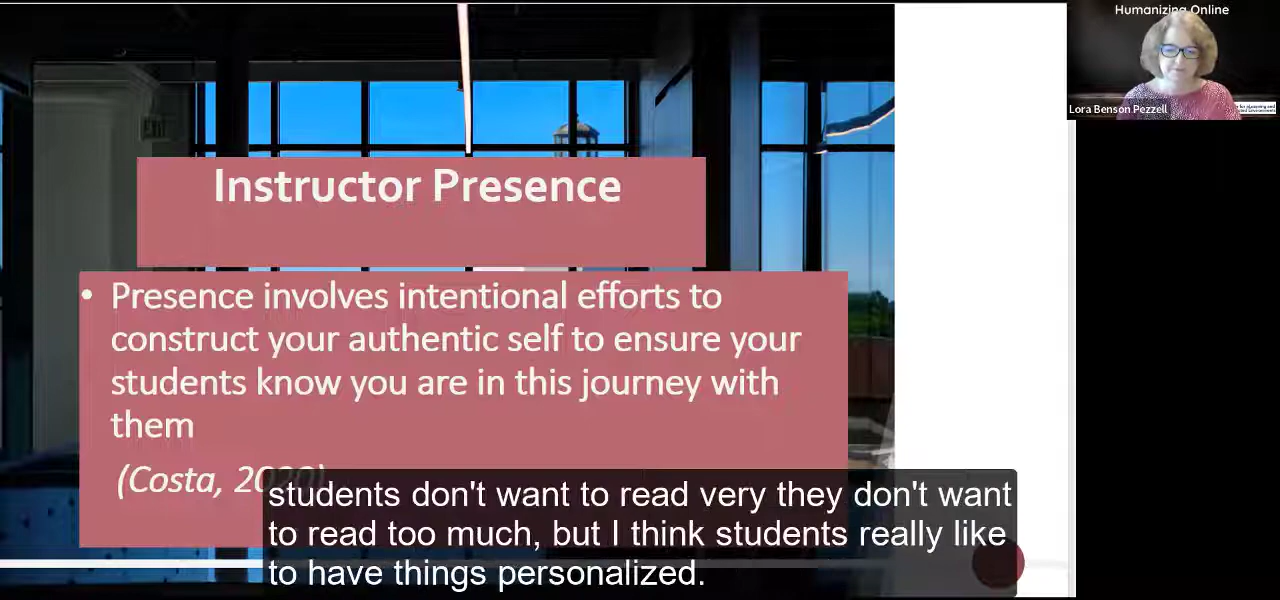 Humanizing Online
Lora Benson Pezzell
Instructor Presence
• Presence involves intentional efforts to
construct your authentic self to ensure your
students know you are in this journey with
them
(Costa, 2020)
students don't want to read very they don't want
to read too much, but I think students really like
to have things personalized.
EXIT